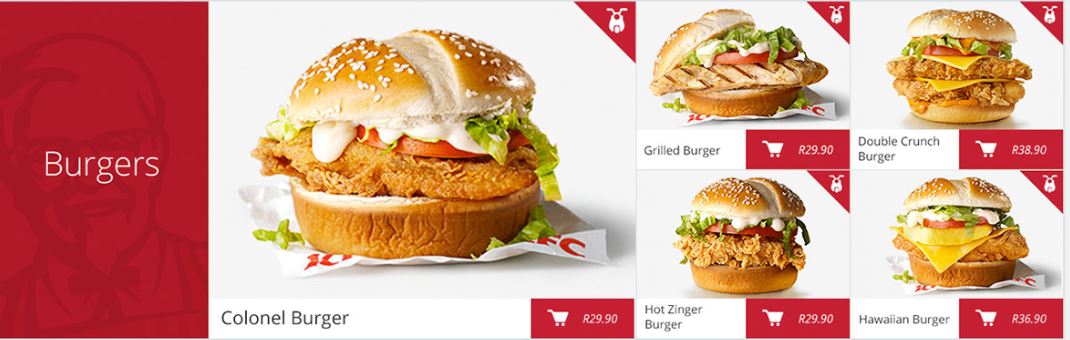 Burgers
Colonel Burger
R29.90
Grilled Burger
R29.90
Double Crunch
Burger
R38.90
Hot Zinger
Burger
R29.90
Hawaiian Burger
R36.90